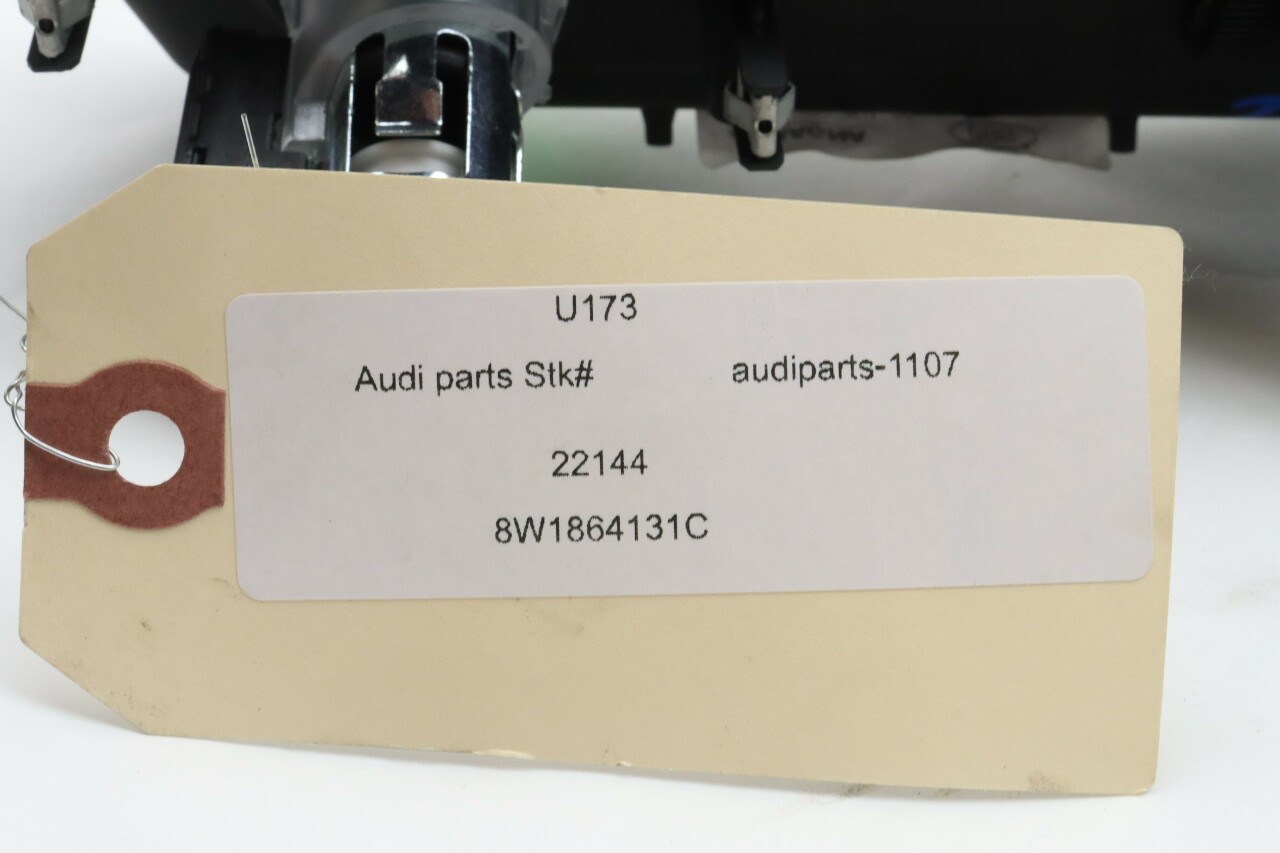 U173
Audi parts Stk# audiparts-1107
22144
8W1864131C